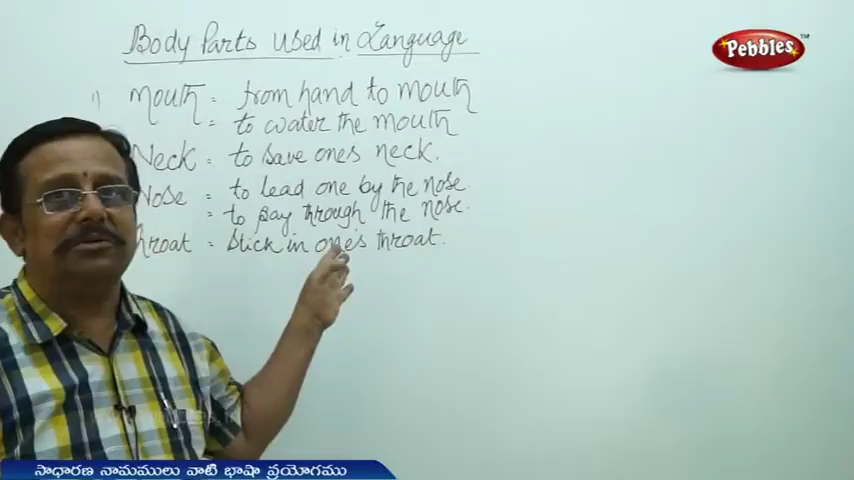 Body Parts used in Language
Pebbles™
1) Mouth = from hand to mouth
= to water the mouth
Neck = to save ones neck.
Nose = to lead one by the nose.
= to pay through the nose.
hroat = Stick in one's throat.
సాధారణ నామములు వాటి భాషా ప్రయోగము